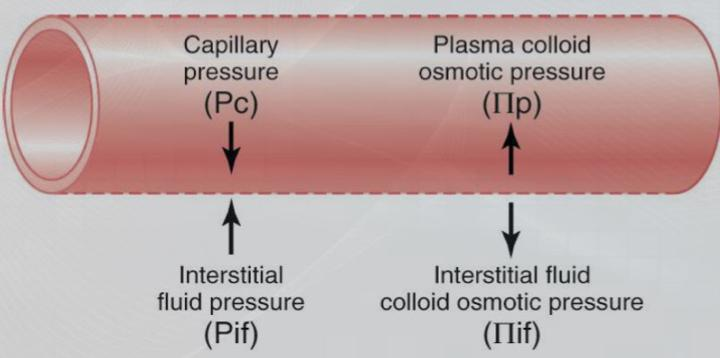 Capillary
pressure
(Pc)
Plasma colloid
osmotic pressure
(Πp)
Interstitial
fluid pressure
(Pif)
Interstitial fluid
colloid osmotic pressure
(Πif)